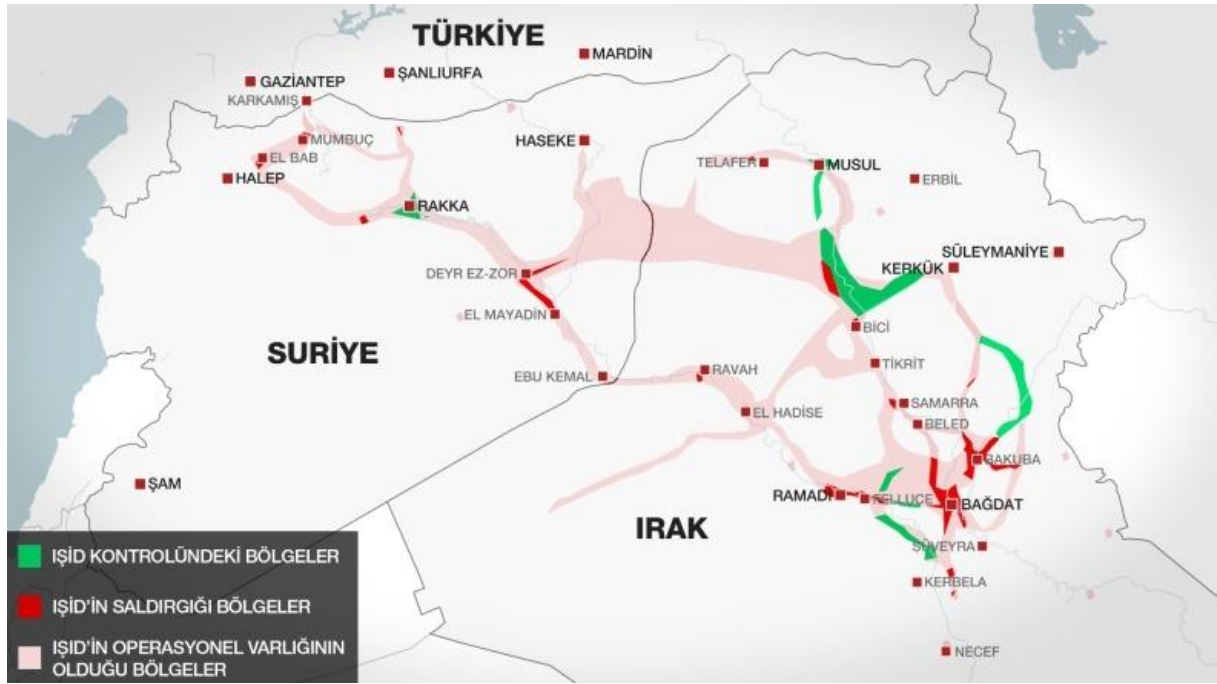 TÜRKİYE
MARDİN
ŞANLIURFA
GAZİANTEP
KARKAMIŞ
MUMBUÇ
HASEKE
EL BAB
TELAFER
MUSUL
HALEP
ERBİL
RAKKA
SÜLEYMANİYE
KERKÜK
DEYR EZ-ZOR
EL MAYADİN
BİCİ
SURİYE
TİKRİT
EBU KEMAL
RAVAH
SAMARRA
EL HADİSE
BELED
BAKUBA
ŞAM
RAMADİ
FELLUCE
BAĞDAT
IRAK
SÜVEYRA
KERBELA
NECEF
IŞİD KONTROLÜNDEKİ BÖLGELER
IŞİD'İN SALDIRGIĞI BÖLGELER
IŞİD'İN OPERASYONEL VARLIĞININ
OLDUĞU BÖLGELER